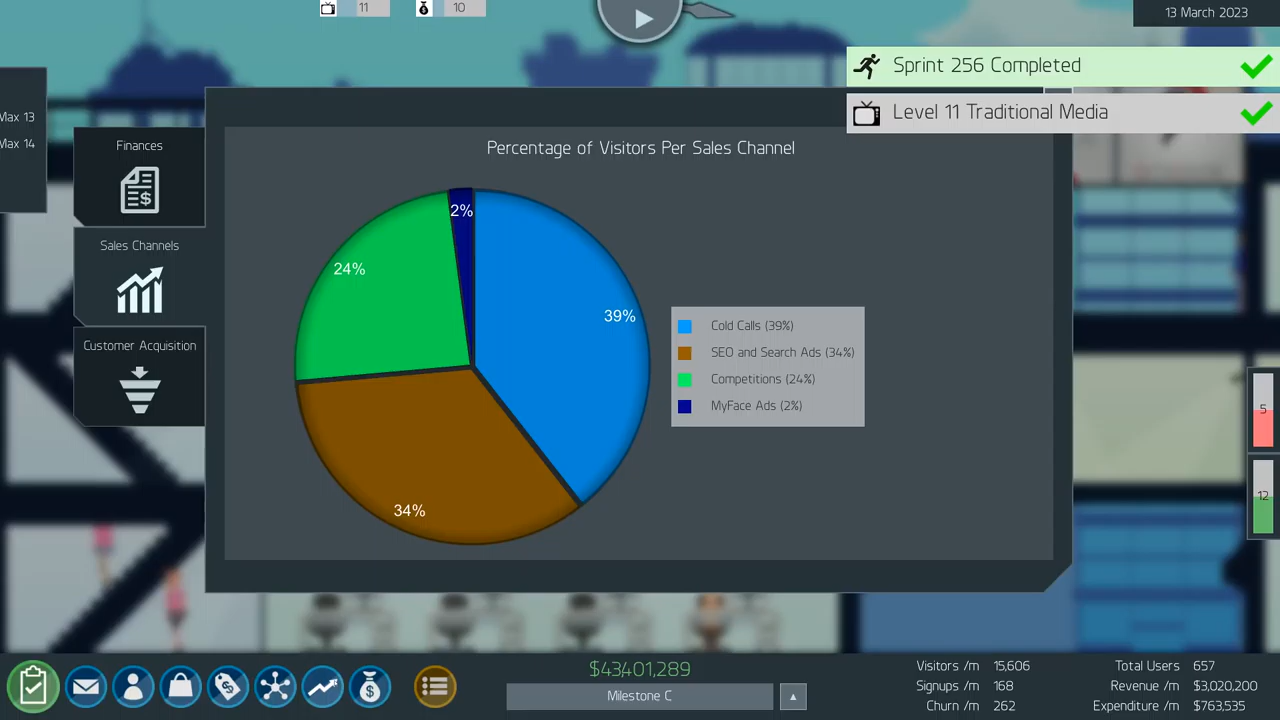 11
10
13 March 2023
Sprint 256 Completed
Level 11 Traditional Media
Max 13
Max 14
Finances
Sales Channels
Customer Acquisition
Percentage of Visitors Per Sales Channel
2%
24%
39%
34%
Cold Calls (39%)
SEO and Search Ads (34%)
Competitions (24%)
MyFace Ads (2%)
5
12
$43,401,289
Milestone C
Visitors /m 15,606
Signups /m 168
Churn /m 262
Total Users 657
Revenue /m $3,020,200
Expenditure /m $763,535